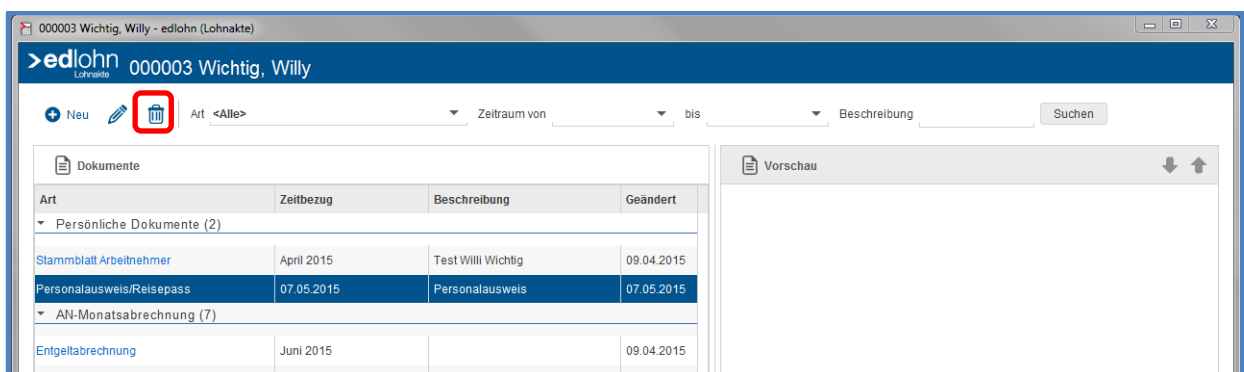 000003 Wichtig, Willy - edlohn (Lohnakte)
>edlohn
Lohnakte
000003 Wichtig, Willy
Neu Art <Alle> Zeitraum von bis Beschreibung Suchen
Dokumente
Vorschau
Art Zeitbezug Beschreibung Geändert
Persönliche Dokumente (2)
Stammblatt Arbeitnehmer April 2015 Test Willi Wichtig 09.04.2015
Personalausweis/Reisepass 07.05.2015 Personalausweis 07.05.2015
AN-Monatsabrechnung (7)
Entgeltabrechnung Juni 2015 09.04.2015